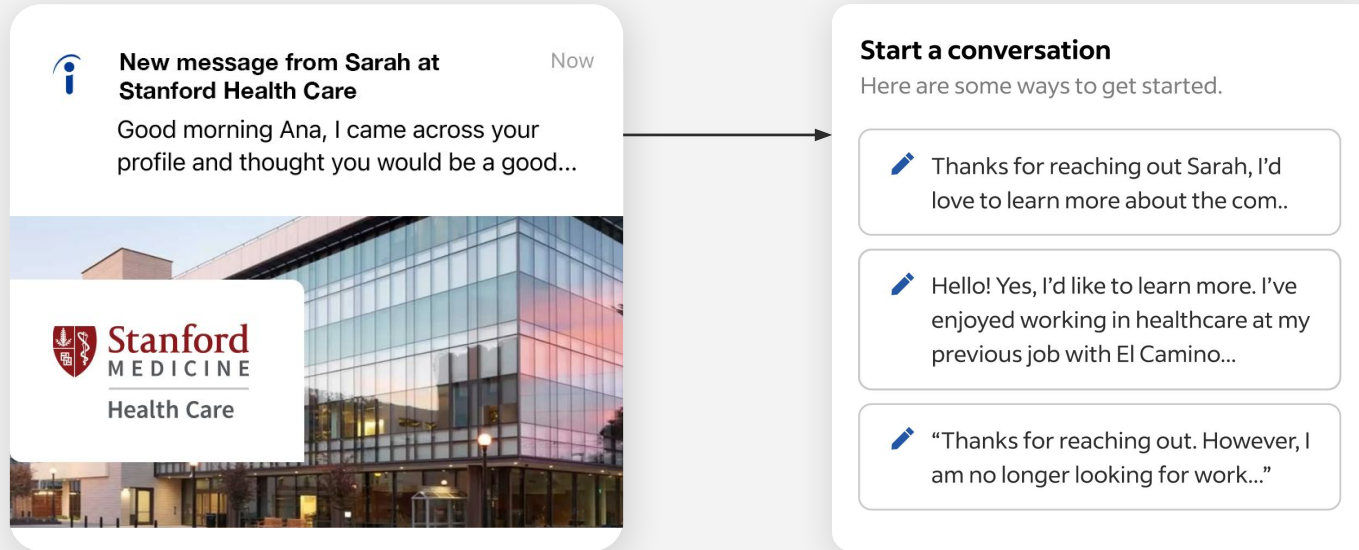 New message from Sarah at
Now
Stanford Health Care
Good morning Ana, I came across your
profile and thought you would be a good...
Stanford
MEDICINE
Health Care
Start a conversation
Here are some ways to get started.
Thanks for reaching out Sarah, I’d
love to learn more about the com..
Hello! Yes, I’d like to learn more. I’ve
enjoyed working in healthcare at my
previous job with El Camino...
“Thanks for reaching out. However, I
am no longer looking for work...”